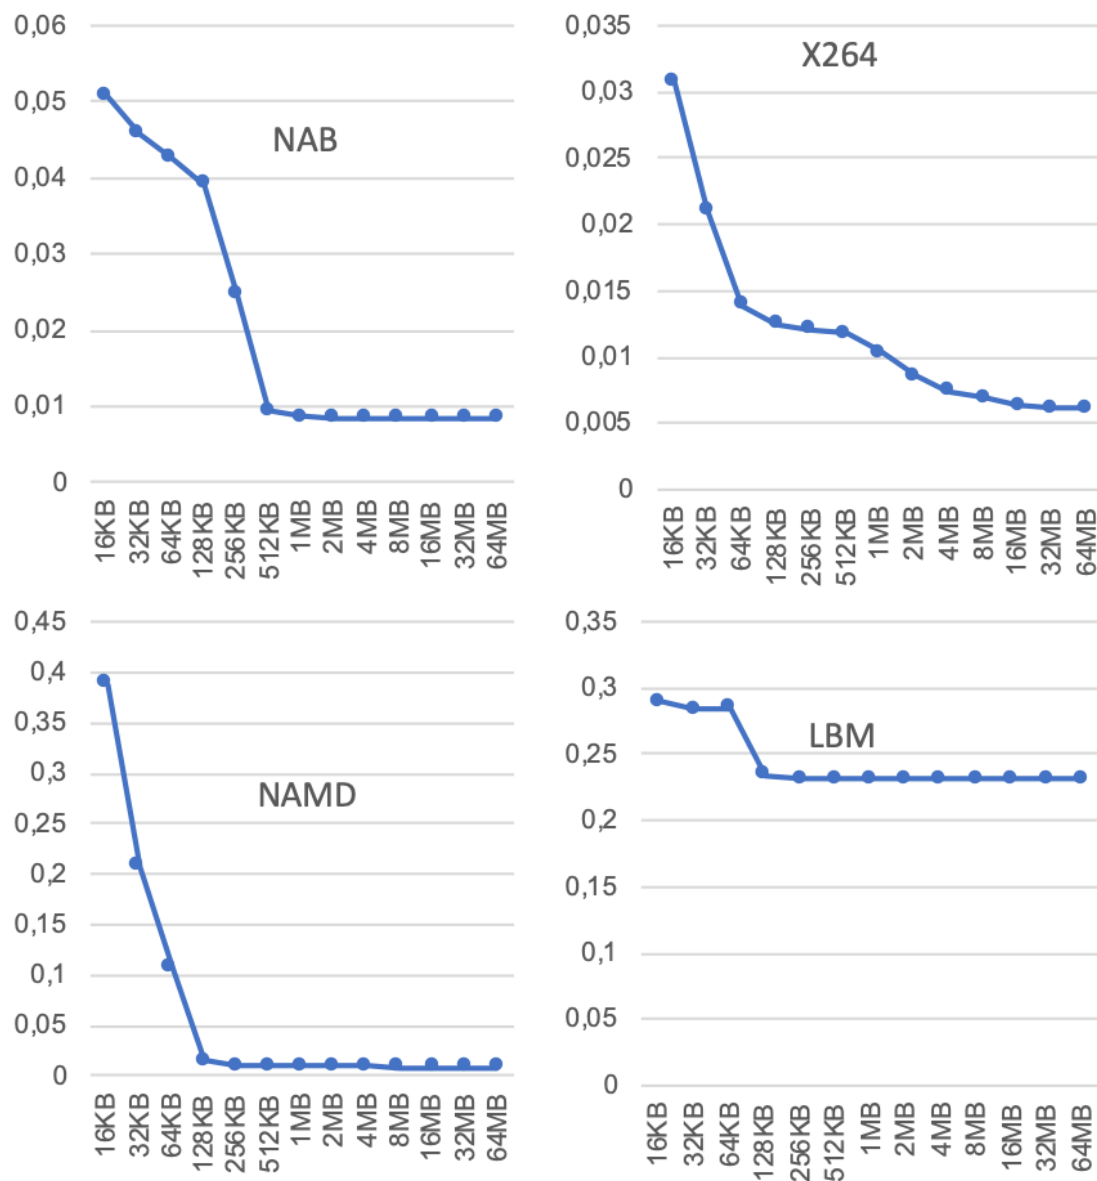 0,06
0,05
0,04
0,03
0,02
0,01
0
NAB
16KB
32KB
64KB
128KB
256KB
512KB
1MB
2MB
4MB
8MB
16MB
32MB
64MB
0,035
0,03
0,025
0,02
0,015
0,01
0,005
0
X264
16KB
32KB
64KB
128KB
256KB
512KB
1MB
2MB
4MB
8MB
16MB
32MB
64MB
0,45
0,4
0,35
0,3
0,25
0,2
0,15
0,1
0,05
0
NAMD
16KB
32KB
64KB
128KB
256KB
512KB
1MB
2MB
4MB
8MB
16MB
32MB
64MB
0,35
0,3
0,25
0,2
0,15
0,1
0,05
0
LBM
16KB
32KB
64KB
128KB
256KB
512KB
1MB
2MB
4MB
8MB
16MB
32MB
64MB